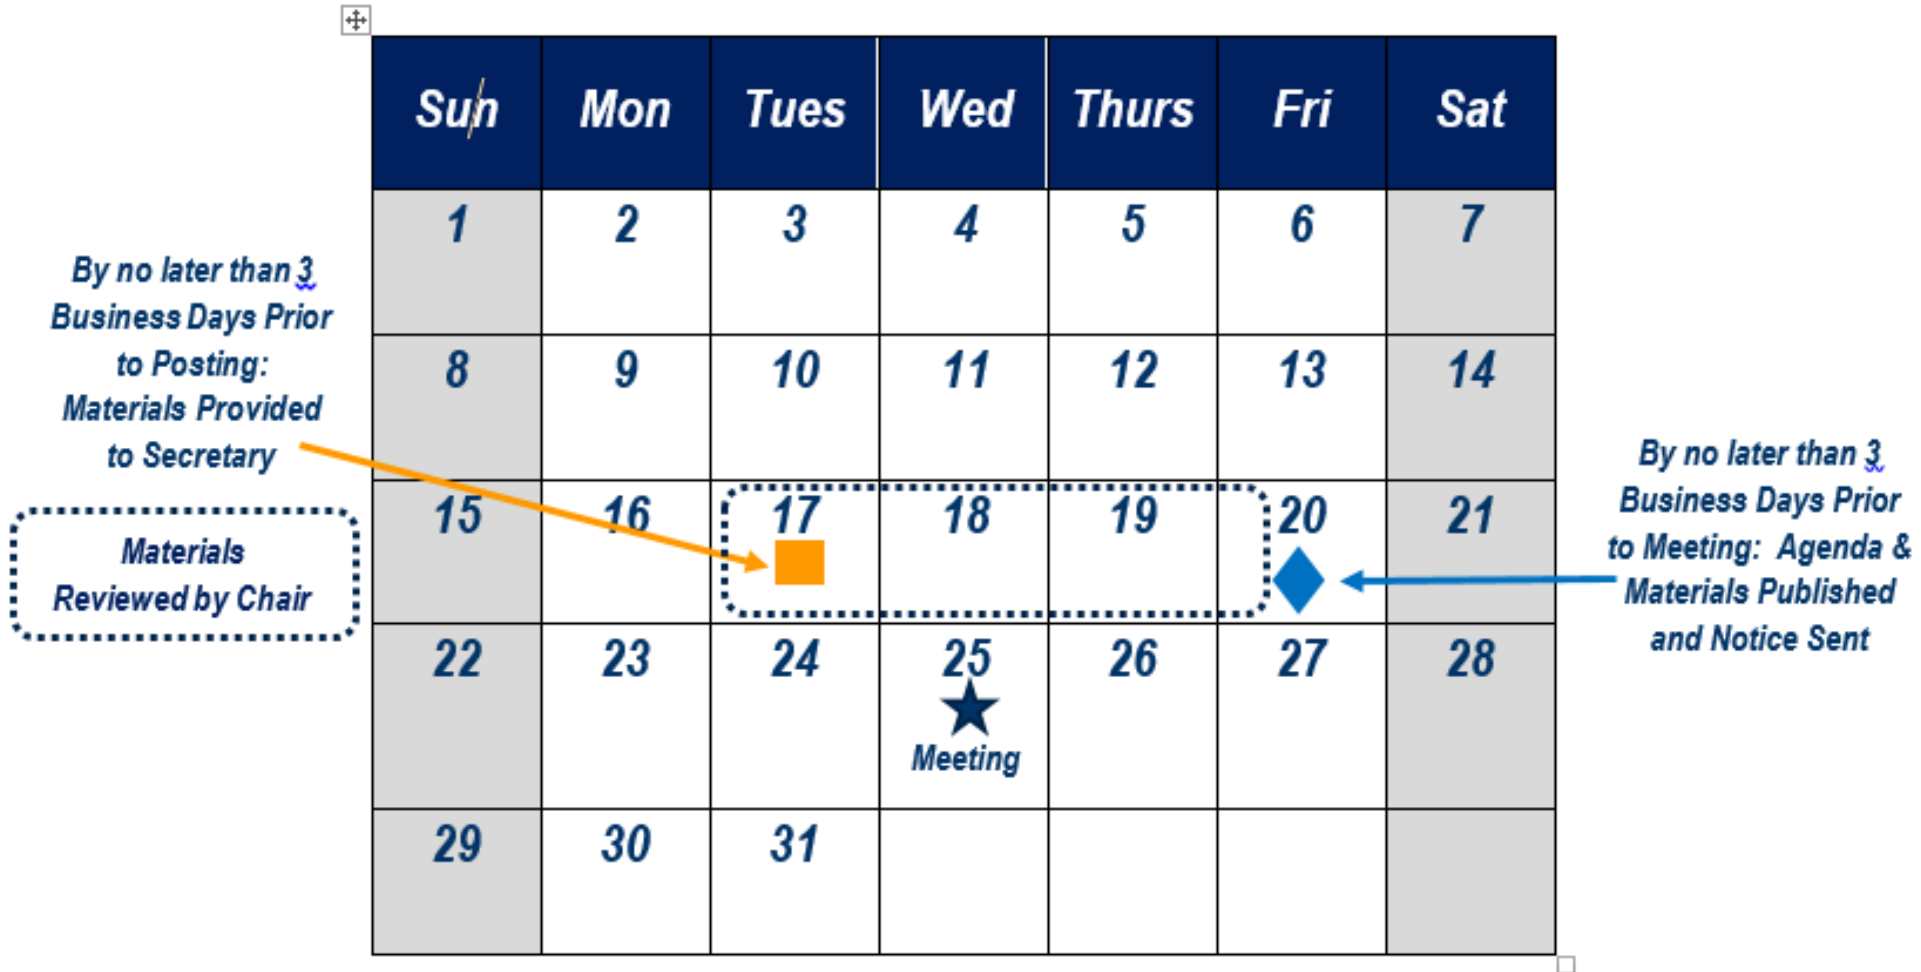 Sun Mon Tues Wed Thurs Fri Sat
1 2 3 4 5 6 7
8 9 10 11 12 13 14
15 16 17 18 19 20 21
22 23 24 25 26 27 28
Meeting
29 30 31
By no later than 3
Business Days Prior
to Posting:
Materials Provided
to Secretary
Materials
Reviewed by Chair
By no later than 3
Business Days Prior
to Meeting: Agenda &
Materials Published
and Notice Sent